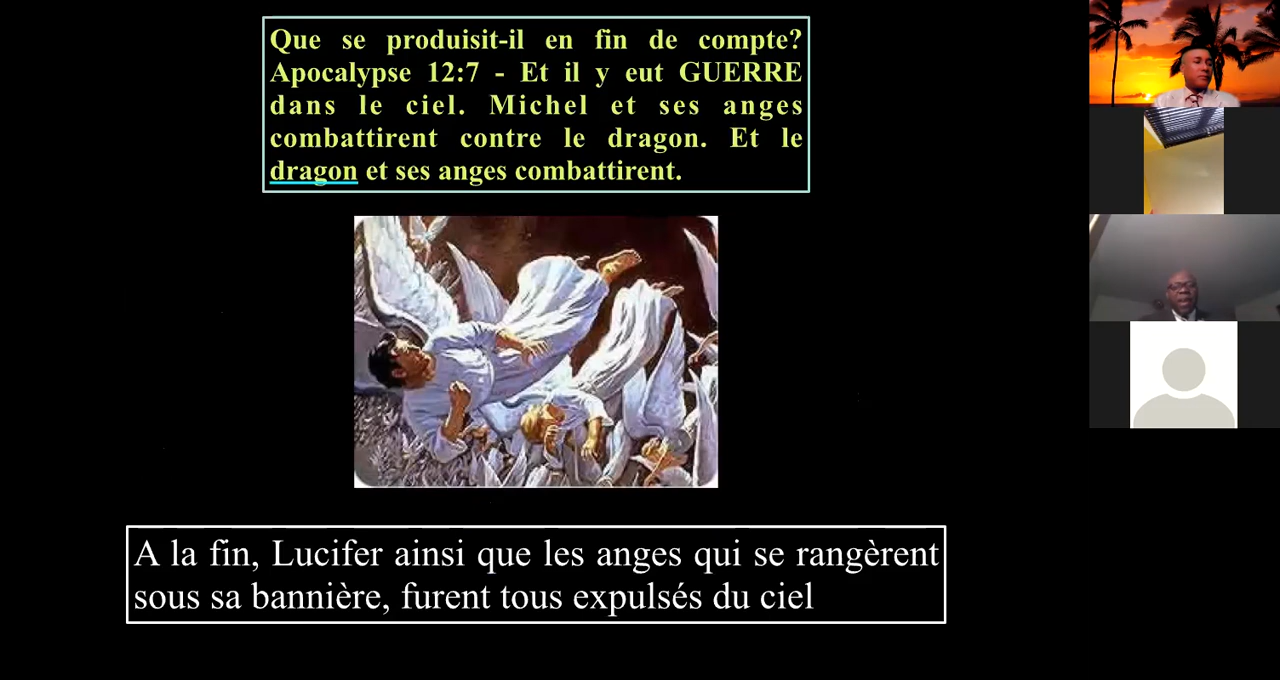 Que se produisit-il en fin de compte?
Apocalypse 12:7 - Et il y eut GUERRE
dans le ciel. Michel et ses anges
combattirent contre le dragon. Et le
dragon et ses anges combattirent.
A la fin, Lucifer ainsi que les anges qui se rangèrent
sous sa bannière, furent tous expulsés du ciel